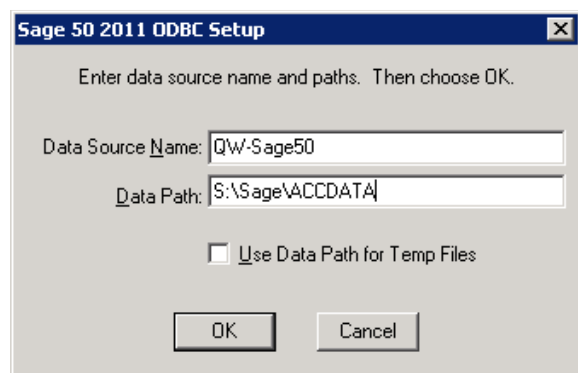 Sage 50 2011 ODBC Setup
Enter data source name and paths. Then choose OK.
Data Source Name: QW-Sage50
Data Path: S:\Sage\ACCDATA
Use Data Path for Temp Files
OK Cancel